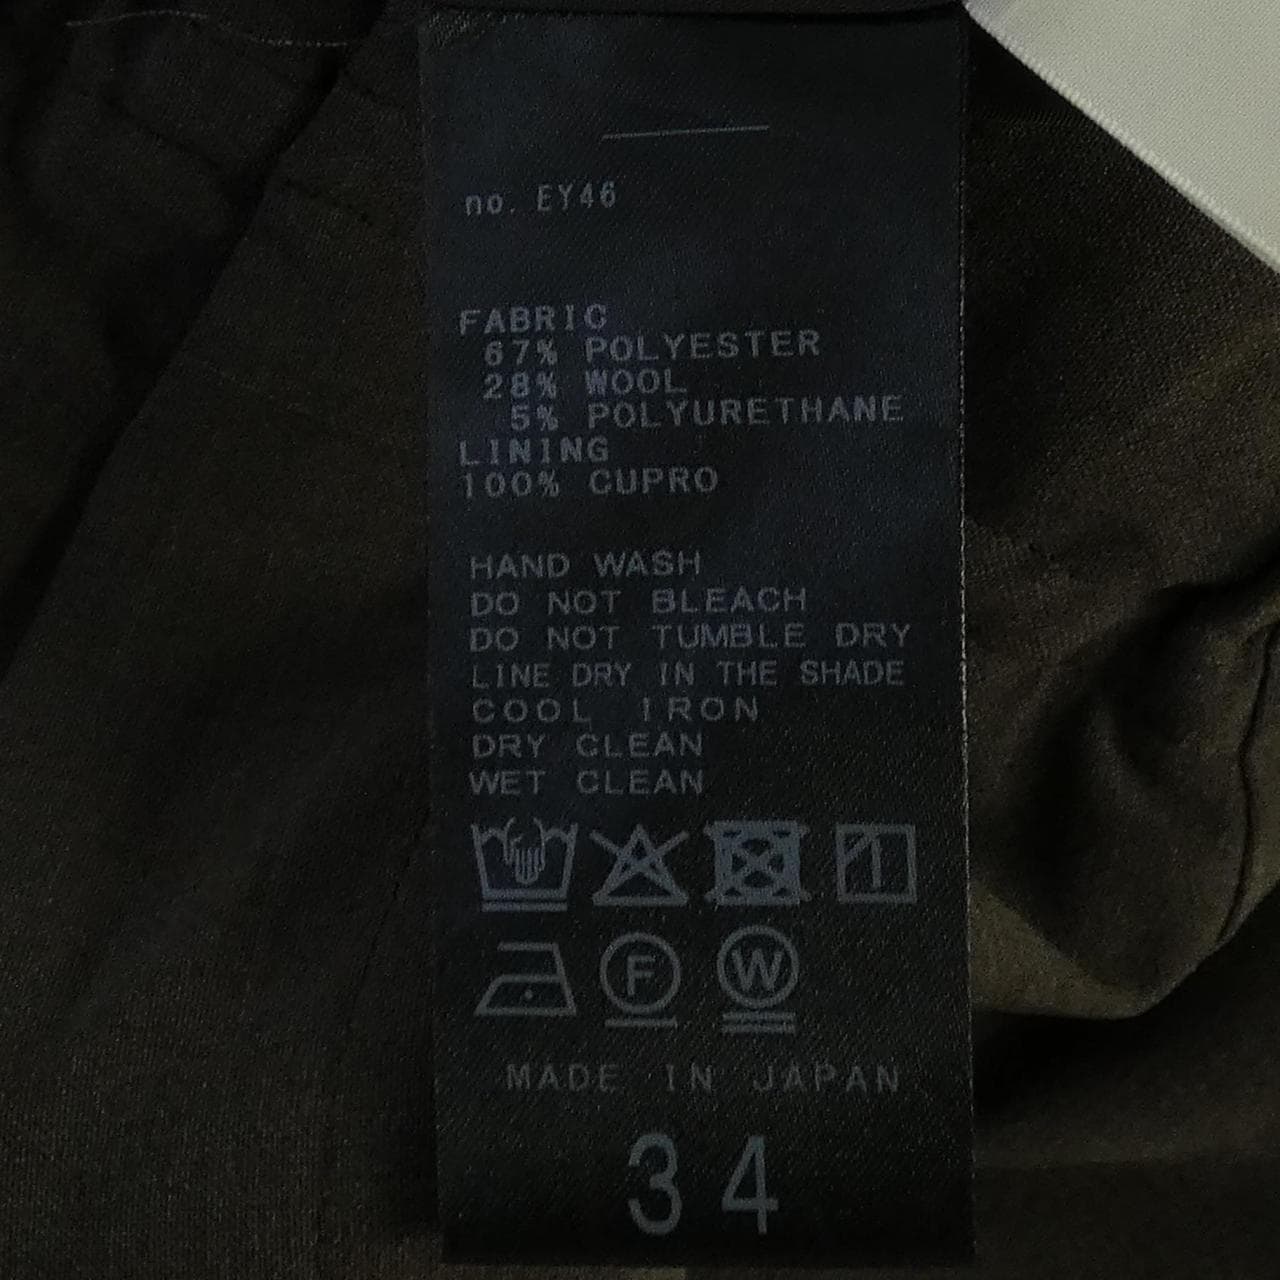 no. EY46
FABRIC
67% POLYESTER
28% WOOL
5% POLYURETHANE
LINING
100% CUPRO
HAND WASH
DO NOT BLEACH
DO NOT TUMBLE DRY
LINE DRY IN THE SHADE
COOL IRON
DRY CLEAN
WET CLEAN
F W
MADE IN JAPAN
34